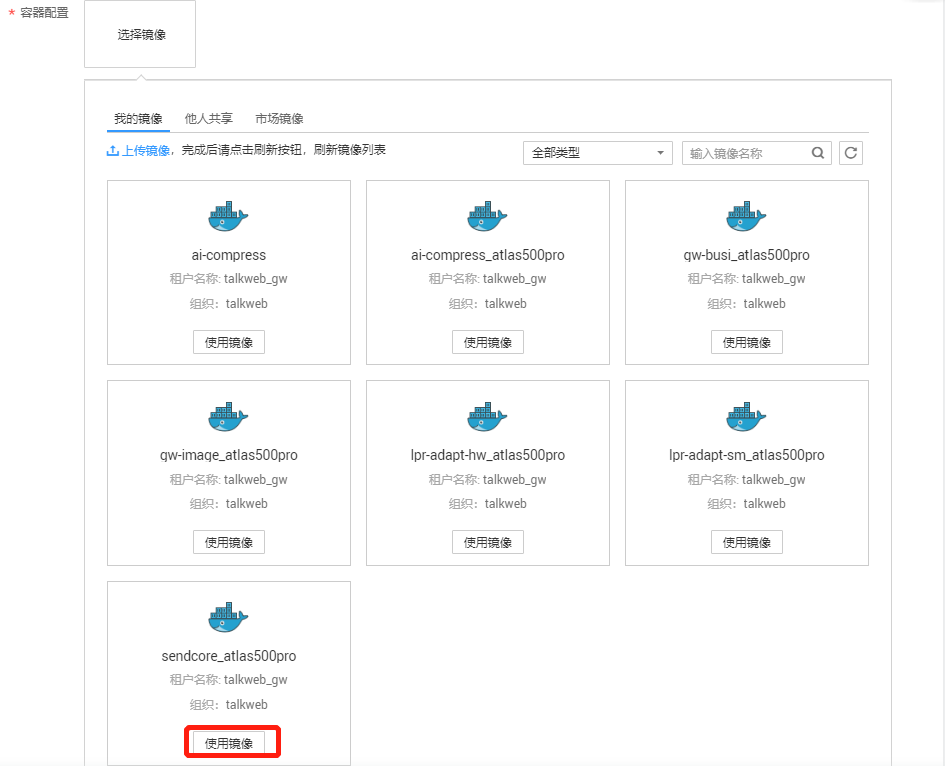 * 容器配置
选择镜像
我的镜像 他人共享 市场镜像
上传镜像，完成后请点击刷新按钮，刷新镜像列表
全部类型
输入镜像名称
ai-compress
租户名称: talkweb_gw
组织： talkweb
使用镜像
ai-compress_atlas500pro
租户名称: talkweb_gw
组织： talkweb
使用镜像
gw-busi_atlas500pro
租户名称: talkweb_gw
组织： talkweb
使用镜像
gw-image_atlas500pro
租户名称: talkweb_gw
组织： talkweb
使用镜像
lpr-adapt-hw_atlas500pro
租户名称: talkweb_gw
组织： talkweb
使用镜像
lpr-adapt-sm_atlas500pro
租户名称: talkweb_gw
组织： talkweb
使用镜像
sendcore_atlas500pro
租户名称: talkweb_gw
组织： talkweb
使用镜像